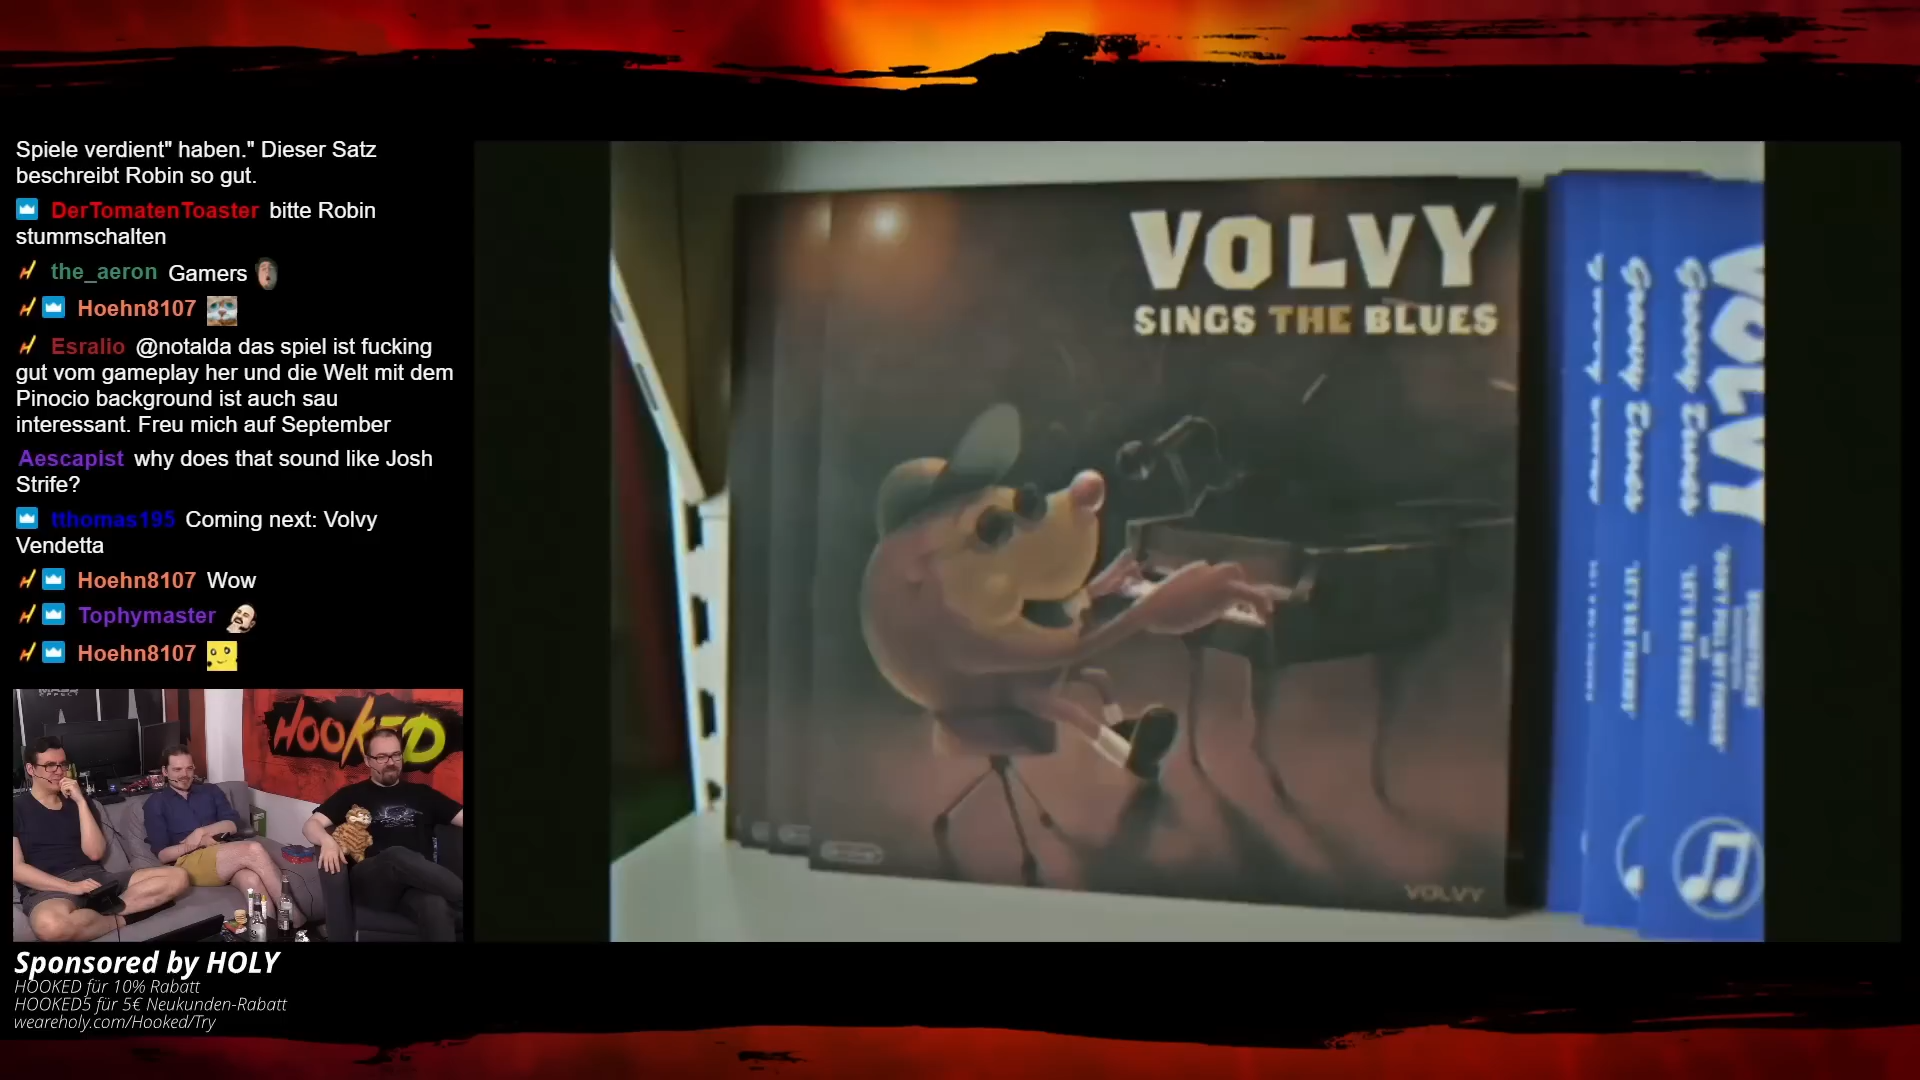 Spiele verdient" haben." Dieser Satz
beschreibt Robin so gut.
DerTomatenToaster bitte Robin
stummschalten
the_aeron Gamers
Hoehn8107
Esralio @notalda das spiel ist fucking
gut vom gameplay her und die Welt mit dem
Pinocio background ist auch sau
interessant. Freu mich auf September
Aescapist why does that sound like Josh
Strife?
tthomas195 Coming next: Volvy
Vendetta
Hoehn8107 Wow
Tophymaster
Hoehn8107
HOOKED
Sponsored by HOLY
HOOKED für 10% Rabatt
HOOKED5 für 5€ Neukunden-Rabatt
weareholy.com/Hooked/Try
VOLVY
SINGS THE BLUES
VOLVY
Groovy Tunes
Groovy Tunes
VOLVY
"LET'S BE FRIENDS"
"LET'S BE FRIENDS"
"DON'T PULL MY FINGER"